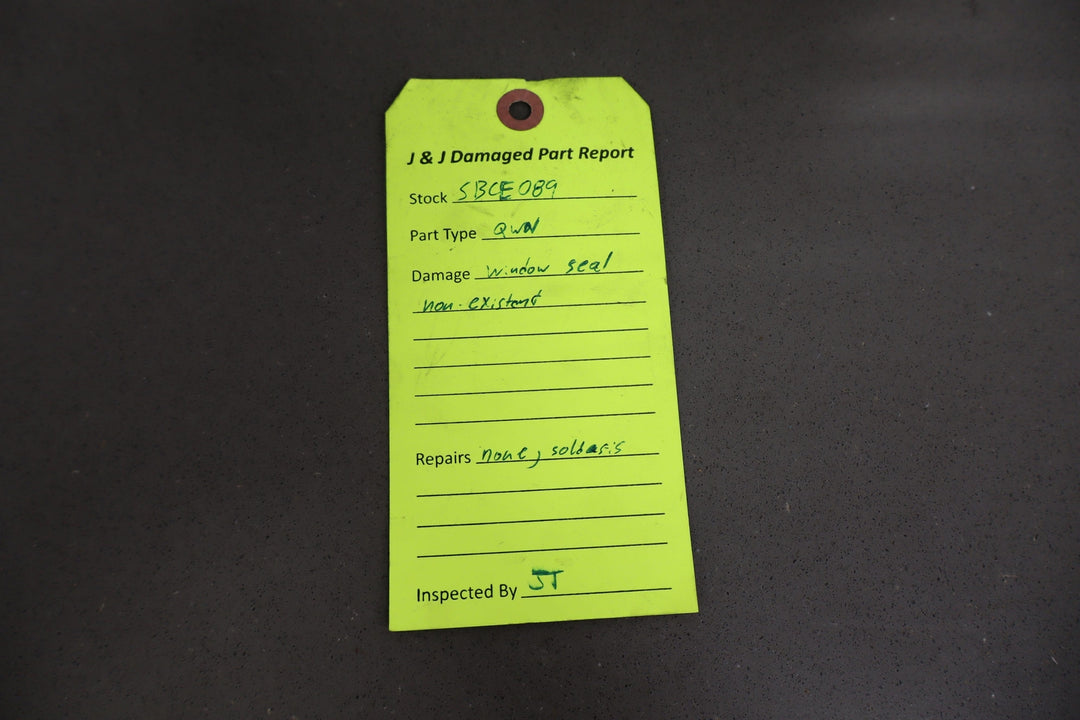 J & J Damaged Part Report
Stock SBCE089
Part Type QWN
Damage window seal
non-existent
Repairs none, sold as is
Inspected By JT